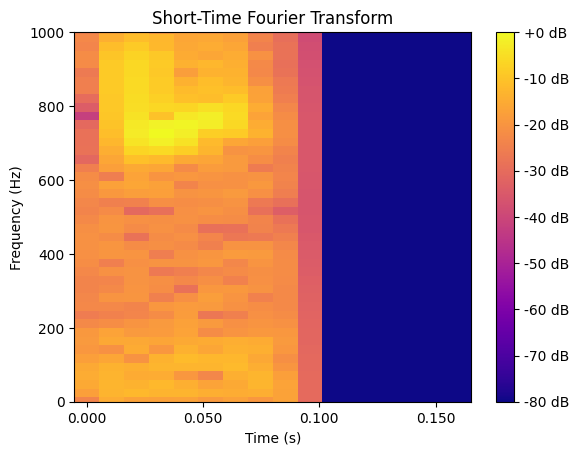 Short-Time Fourier Transform
1000
800
600
400
200
0
Frequency (Hz)
0.000
0.050
0.100
0.150
Time (s)
+0 dB
-10 dB
-20 dB
-30 dB
-40 dB
-50 dB
-60 dB
-70 dB
-80 dB